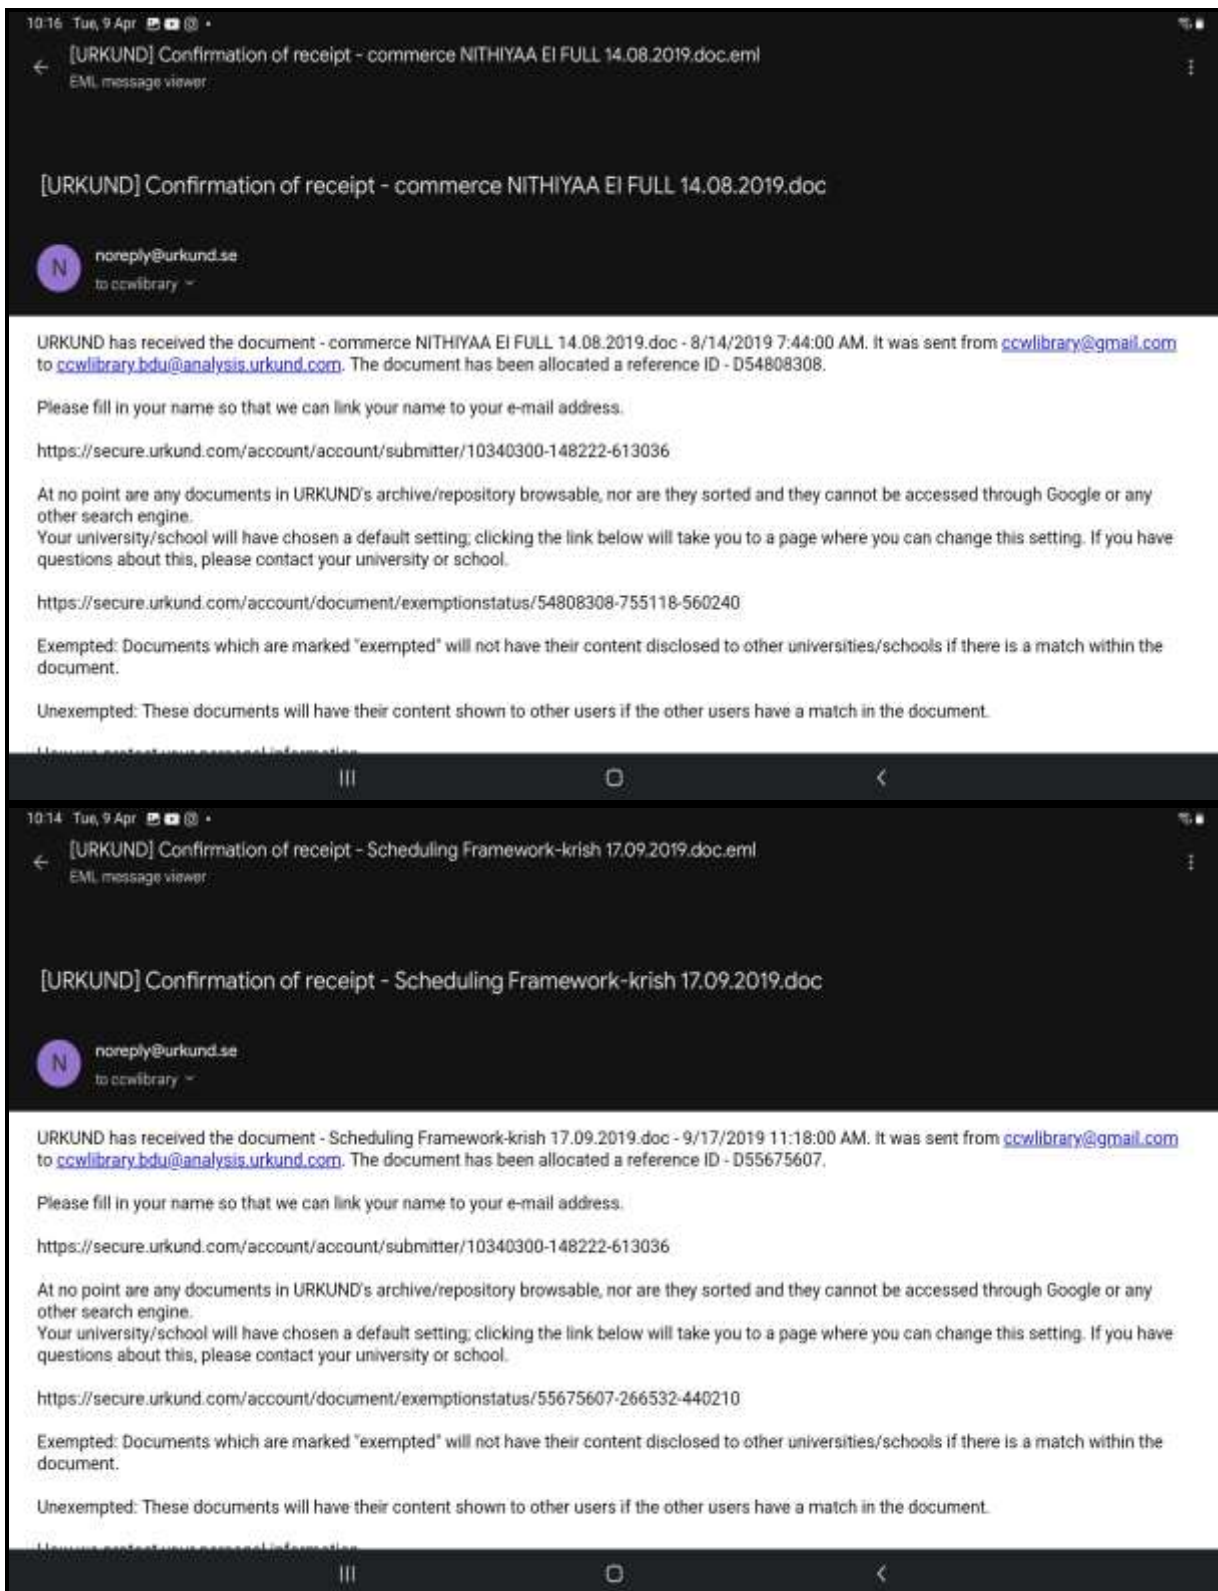 10:16 Tue, 9 Apr
[URKUND] Confirmation of receipt - commerce NITHIYAA EI FULL 14.08.2019.doc.eml
EML message viewer
[URKUND] Confirmation of receipt - commerce NITHIYAA EI FULL 14.08.2019.doc
N
noreply@urkund.se
to ccwlibrary
URKUND has received the document - commerce NITHIYAA EI FULL 14.08.2019.doc - 8/14/2019 7:44:00 AM. It was sent from ccwlibrary@gmail.com
to ccwlibrary.bdu@analysis.urkund.com. The document has been allocated a reference ID - D54808308.
Please fill in your name so that we can link your name to your e-mail address.
https://secure.urkund.com/account/account/submitter/10340300-148222-613036
At no point are any documents in URKUND's archive/repository browsable, nor are they sorted and they cannot be accessed through Google or any
other search engine.
Your university/school will have chosen a default setting; clicking the link below will take you to a page where you can change this setting. If you have
questions about this, please contact your university or school.
https://secure.urkund.com/account/document/exemptionstatus/54808308-755118-560240
Exempted: Documents which are marked "exempted" will not have their content disclosed to other universities/schools if there is a match within the
document.
Unexempted: These documents will have their content shown to other users if the other users have a match in the document.
How we protect your personal information
10:14 Tue, 9 Apr
[URKUND] Confirmation of receipt - Scheduling Framework-krish 17.09.2019.doc.eml
EML message viewer
[URKUND] Confirmation of receipt - Scheduling Framework-krish 17.09.2019.doc
N
noreply@urkund.se
to ccwlibrary
URKUND has received the document - Scheduling Framework-krish 17.09.2019.doc - 9/17/2019 11:18:00 AM. It was sent from ccwlibrary@gmail.com
to ccwlibrary.bdu@analysis.urkund.com. The document has been allocated a reference ID - D55675607.
Please fill in your name so that we can link your name to your e-mail address.
https://secure.urkund.com/account/account/submitter/10340300-148222-613036
At no point are any documents in URKUND's archive/repository browsable, nor are they sorted and they cannot be accessed through Google or any
other search engine.
Your university/school will have chosen a default setting; clicking the link below will take you to a page where you can change this setting. If you have
questions about this, please contact your university or school.
https://secure.urkund.com/account/document/exemptionstatus/55675607-266532-440210
Exempted: Documents which are marked "exempted" will not have their content disclosed to other universities/schools if there is a match within the
document.
Unexempted: These documents will have their content shown to other users if the other users have a match in the document.
How we protect your personal information